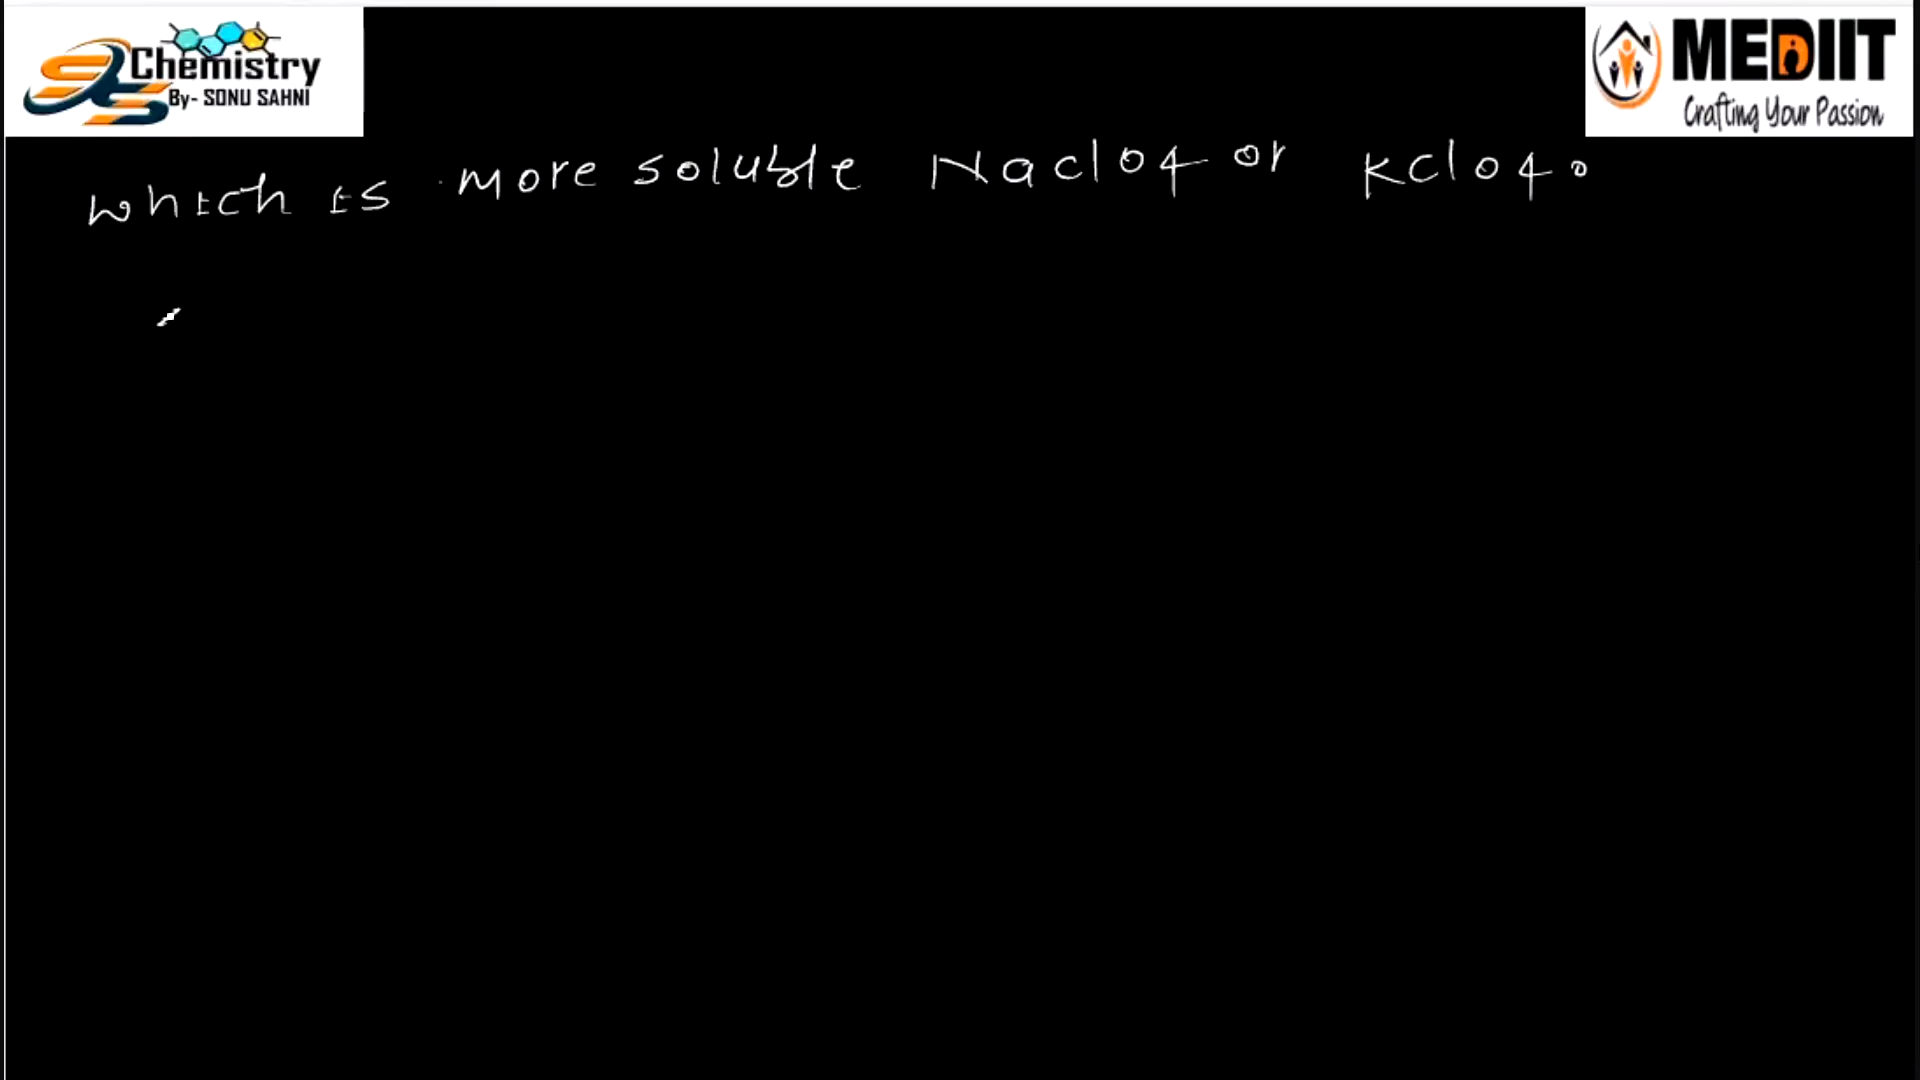 Chemistry
By- SONU SAHNI
MEDIIT
Crafting Your Passion
which is more soluble NaClO4 or KClO4.